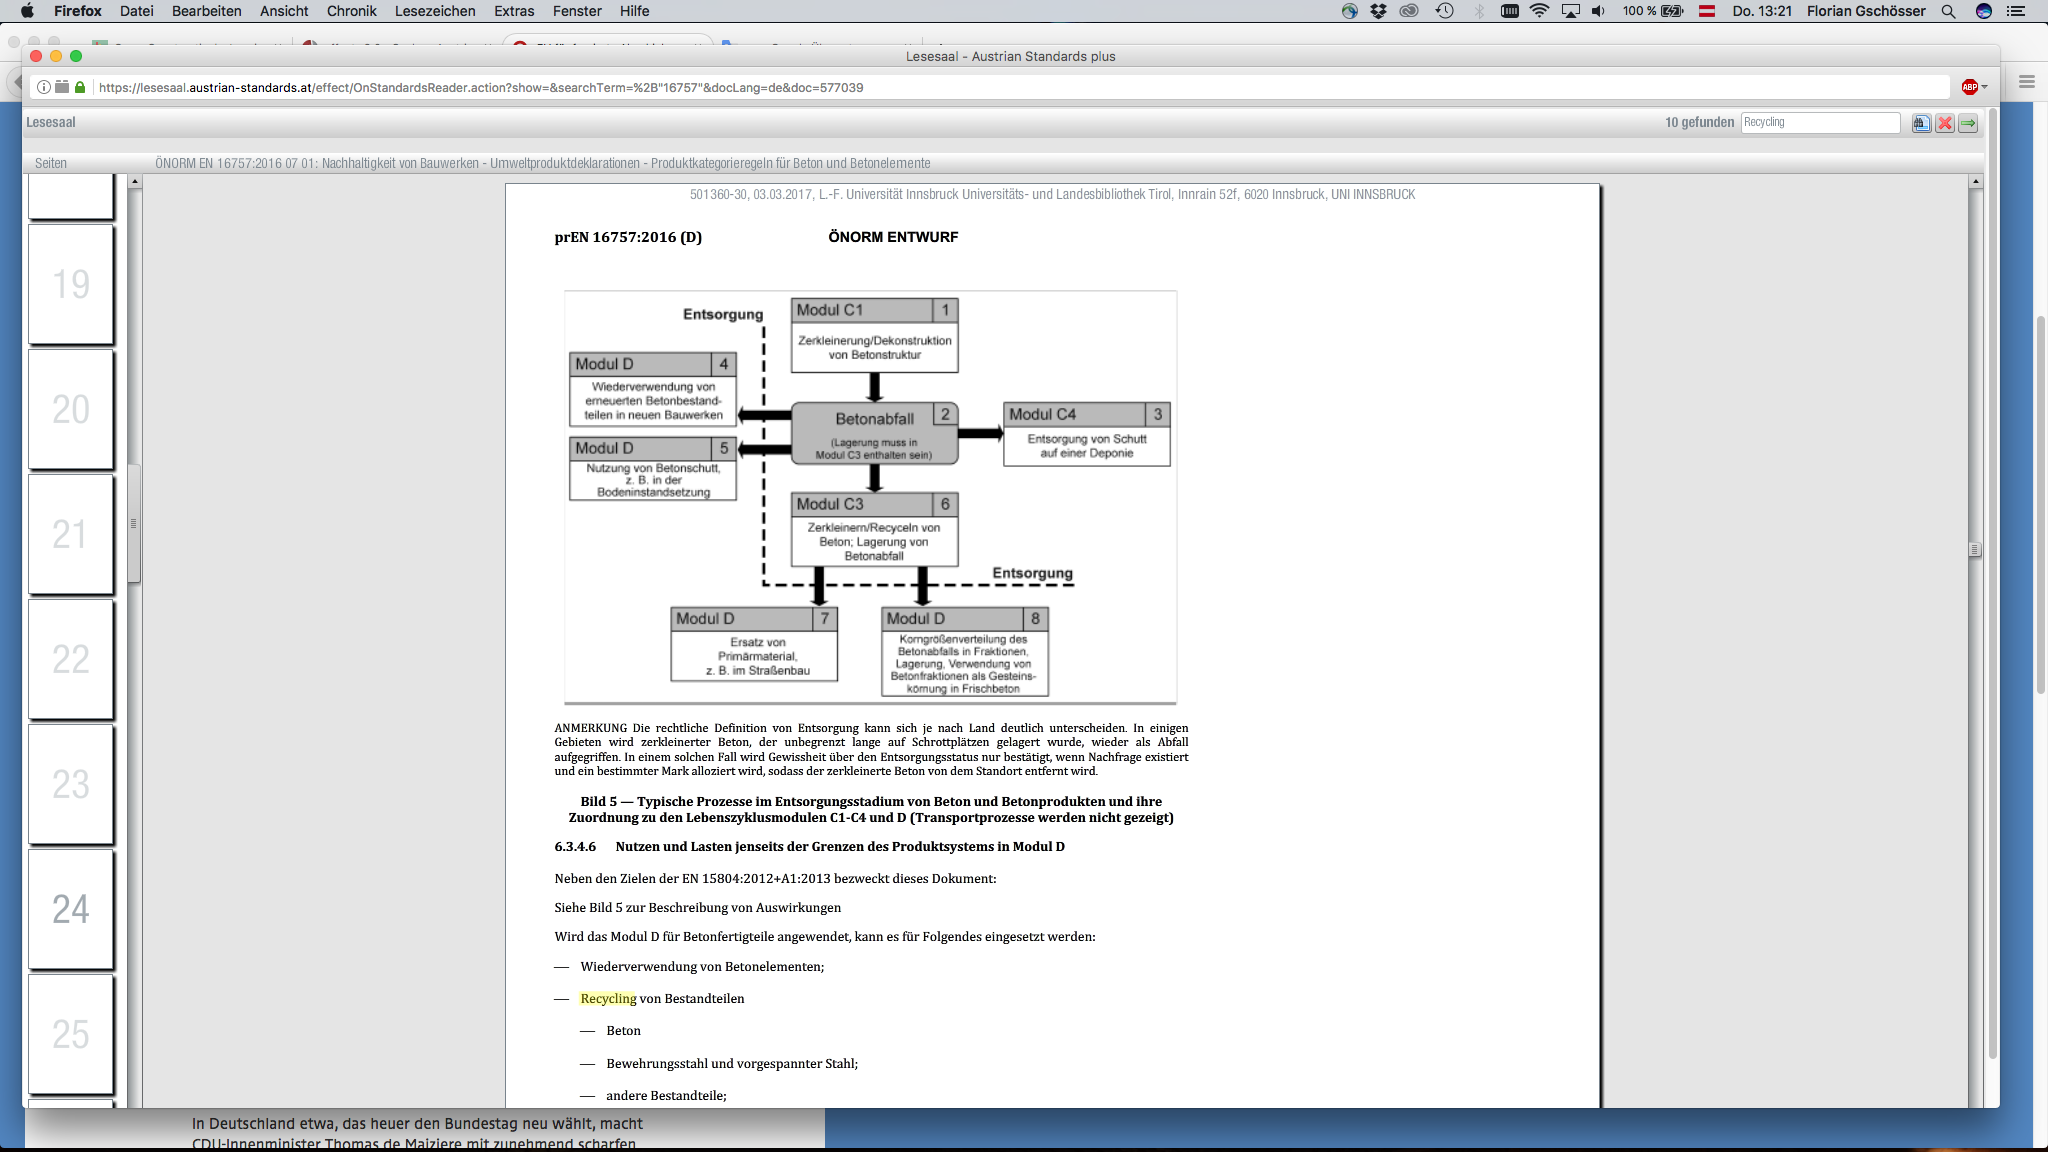 Firefox Datei Bearbeiten Ansicht Chronik Lesezeichen Extras Fenster Hilfe 100 % Do. 13:21 Florian Gschösser
Lesesaal - Austrian Standards plus
https://lesesaal.austrian-standards.at/effect/OnStandardsReader.action?show=&searchTerm=%2B"16757"&docLang=de&doc=577039
ABP
Lesesaal 10 gefunden Recycling
Seiten ÖNORM EN 16757:2016 07 01: Nachhaltigkeit von Bauwerken - Umweltproduktdeklarationen - Produktkategorieregeln für Beton und Betonelemente
19
20
21
22
23
24
25
501360-30, 03.03.2017, L.-F. Universität Innsbruck Universitäts- und Landesbibliothek Tirol, Innrain 52f, 6020 Innsbruck, UNI INNSBRUCK
prEN 16757:2016 (D) ÖNORM ENTWURF
Entsorgung
Modul C1 1
Zerkleinerung/Dekonstruktion
von Betonstruktur
Modul D 4
Wiederverwendung von
erneuerten Betonbestand-
teilen in neuen Bauwerken
Betonabfall 2
(Lagerung muss in
Modul C3 enthalten sein)
Modul C4 3
Entsorgung von Schutt
auf einer Deponie
Modul D 5
Nutzung von Betonschutt,
z. B. in der
Bodeninstandsetzung
Modul C3 6
Zerkleinern/Recyceln von
Beton; Lagerung von
Betonabfall
Entsorgung
Modul D 7
Ersatz von
Primärmaterial,
z. B. im Straßenbau
Modul D 8
Korngrößenverteilung des
Betonabfalls in Fraktionen,
Lagerung, Verwendung von
Betonfraktionen als Gesteins-
körnung in Frischbeton
ANMERKUNG Die rechtliche Definition von Entsorgung kann sich je nach Land deutlich unterscheiden. In einigen
Gebieten wird zerkleinerter Beton, der unbegrenzt lange auf Schrottplätzen gelagert wurde, wieder als Abfall
aufgegriffen. In einem solchen Fall wird Gewissheit über den Entsorgungsstatus nur bestätigt, wenn Nachfrage existiert
und ein bestimmter Mark alloziert wird, sodass der zerkleinerte Beton von dem Standort entfernt wird.
Bild 5 — Typische Prozesse im Entsorgungsstadium von Beton und Betonprodukten und ihre
Zuordnung zu den Lebenszyklusmodulen C1-C4 und D (Transportprozesse werden nicht gezeigt)
6.3.4.6 Nutzen und Lasten jenseits der Grenzen des Produktsystems in Modul D
Neben den Zielen der EN 15804:2012+A1:2013 bezweckt dieses Dokument:
Siehe Bild 5 zur Beschreibung von Auswirkungen
Wird das Modul D für Betonfertigteile angewendet, kann es für Folgendes eingesetzt werden:
— Wiederverwendung von Betonelementen;
— Recycling von Bestandteilen
— Beton
— Bewehrungsstahl und vorgespannter Stahl;
— andere Bestandteile;
In Deutschland etwa, das heuer den Bundestag neu wählt, macht
CDU-Innenminister Thomas de Maiziere mit zunehmend scharfen